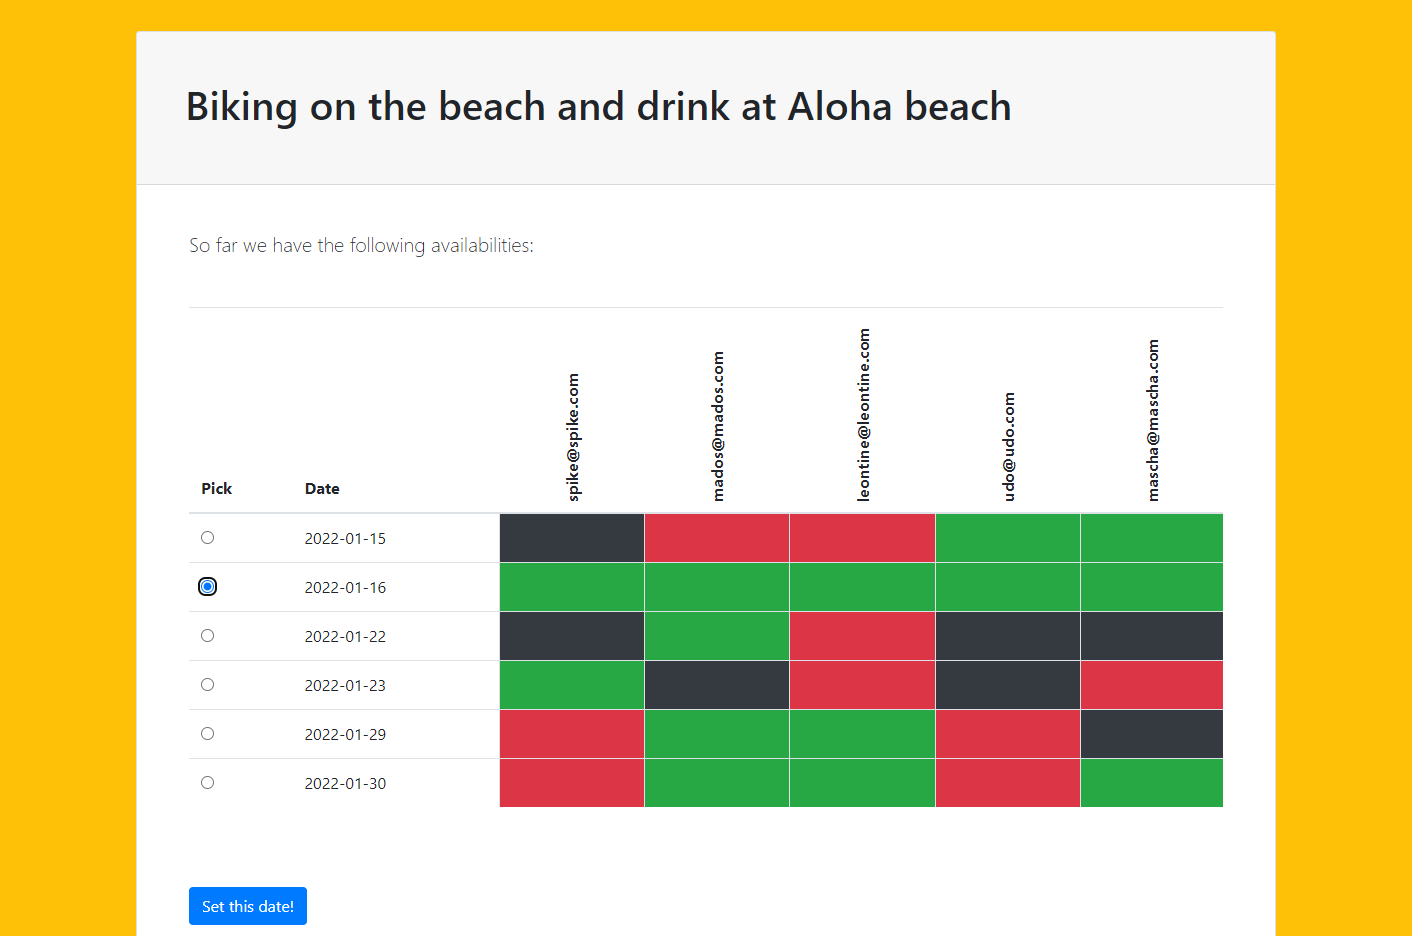 Biking on the beach and drink at Aloha beach
So far we have the following availabilities:
Pick
Date
spike@spike.com
mados@mados.com
leontine@leontine.com
udo@udo.com
mascha@mascha.com
2022-01-15
2022-01-16
2022-01-22
2022-01-23
2022-01-29
2022-01-30
Set this date!